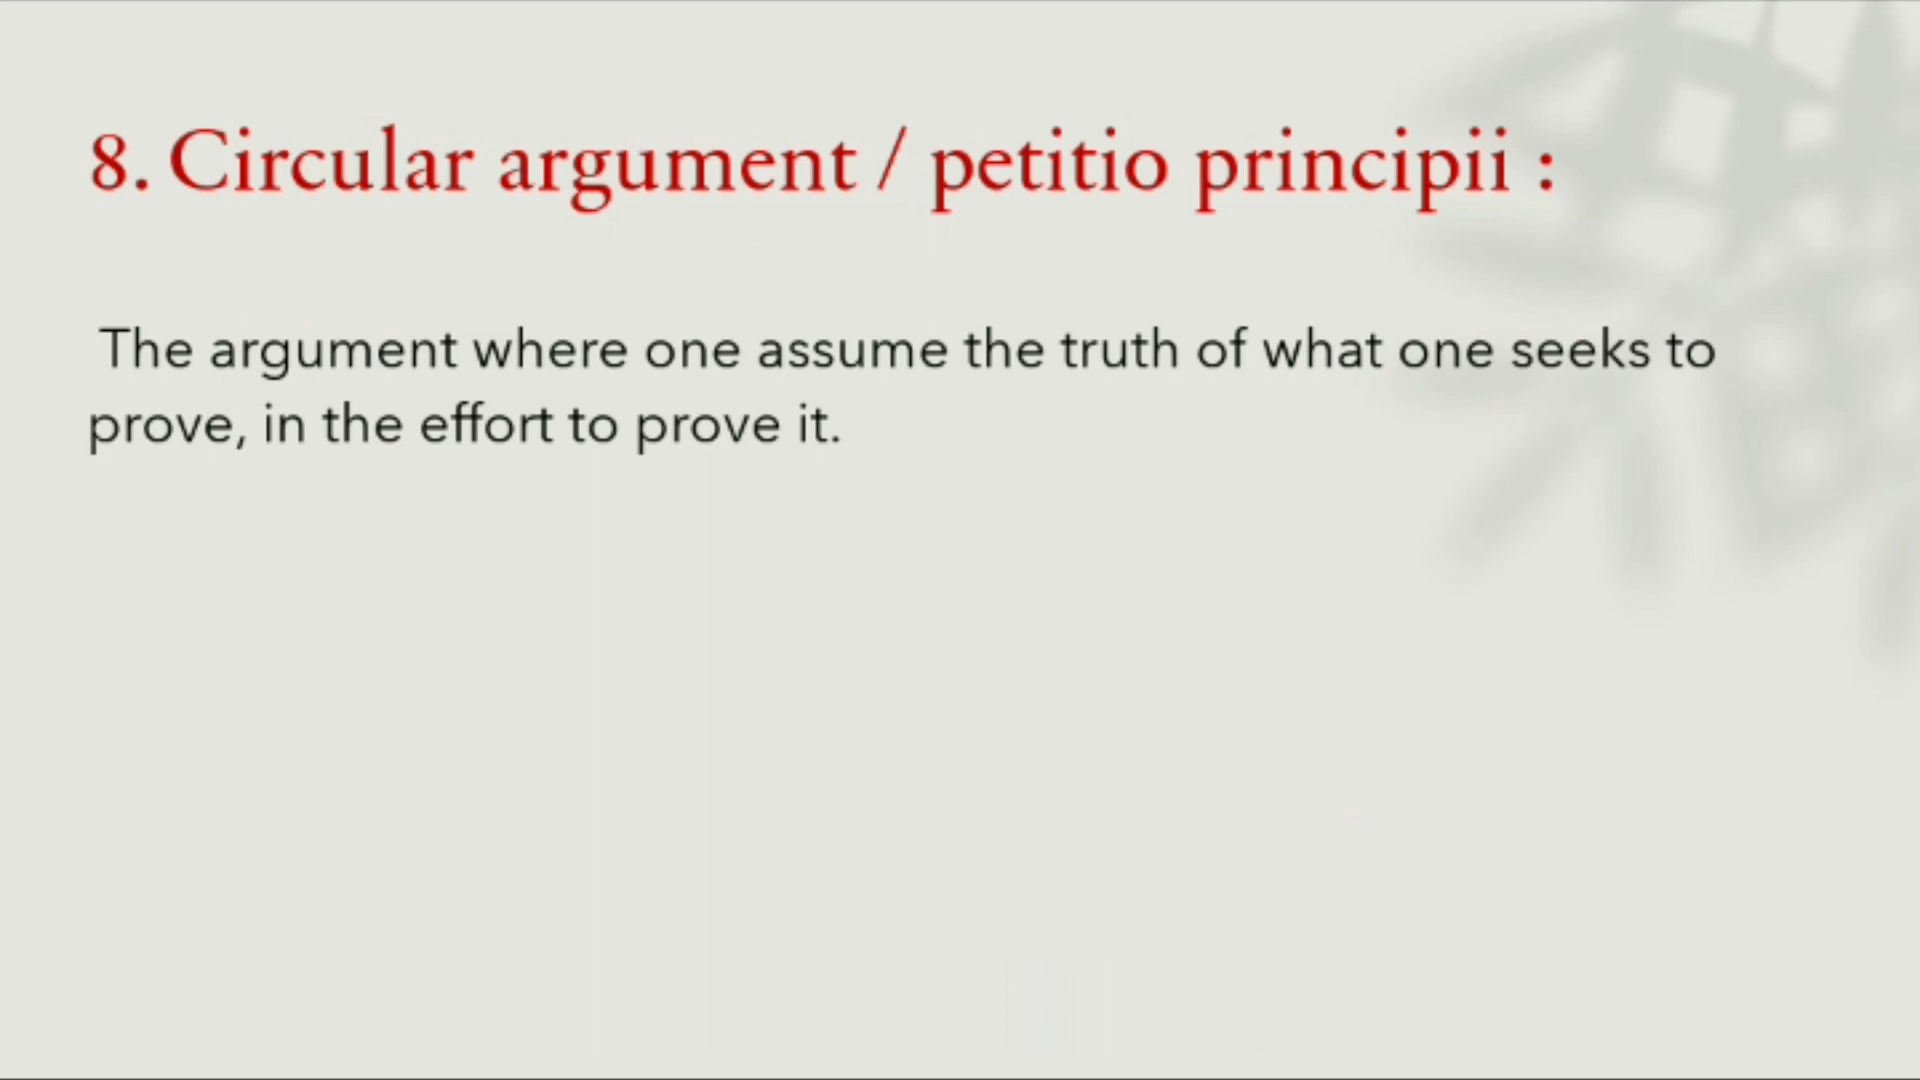 8. Circular argument / petitio principii :
The argument where one assume the truth of what one seeks to
prove, in the effort to prove it.